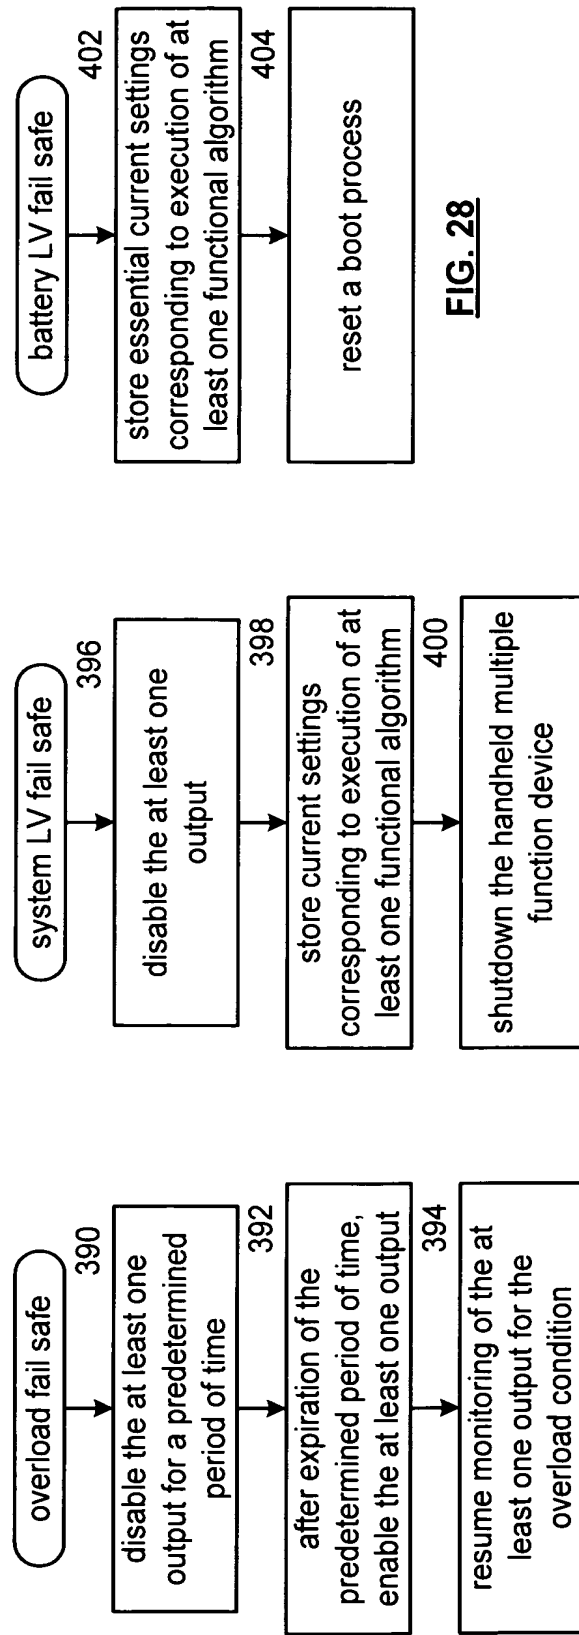 overload fail safe
390
disable the at least one
output for a predetermined
period of time
392
after expiration of the
predetermined period of time,
enable the at least one output
394
resume monitoring of the at
least one output for the
overload condition
system LV fail safe
396
disable the at least one
output
398
store current settings
corresponding to execution of at
least one functional algorithm
400
shutdown the handheld multiple
function device
battery LV fail safe
402
store essential current settings
corresponding to execution of at
least one functional algorithm
404
reset a boot process
FIG. 28